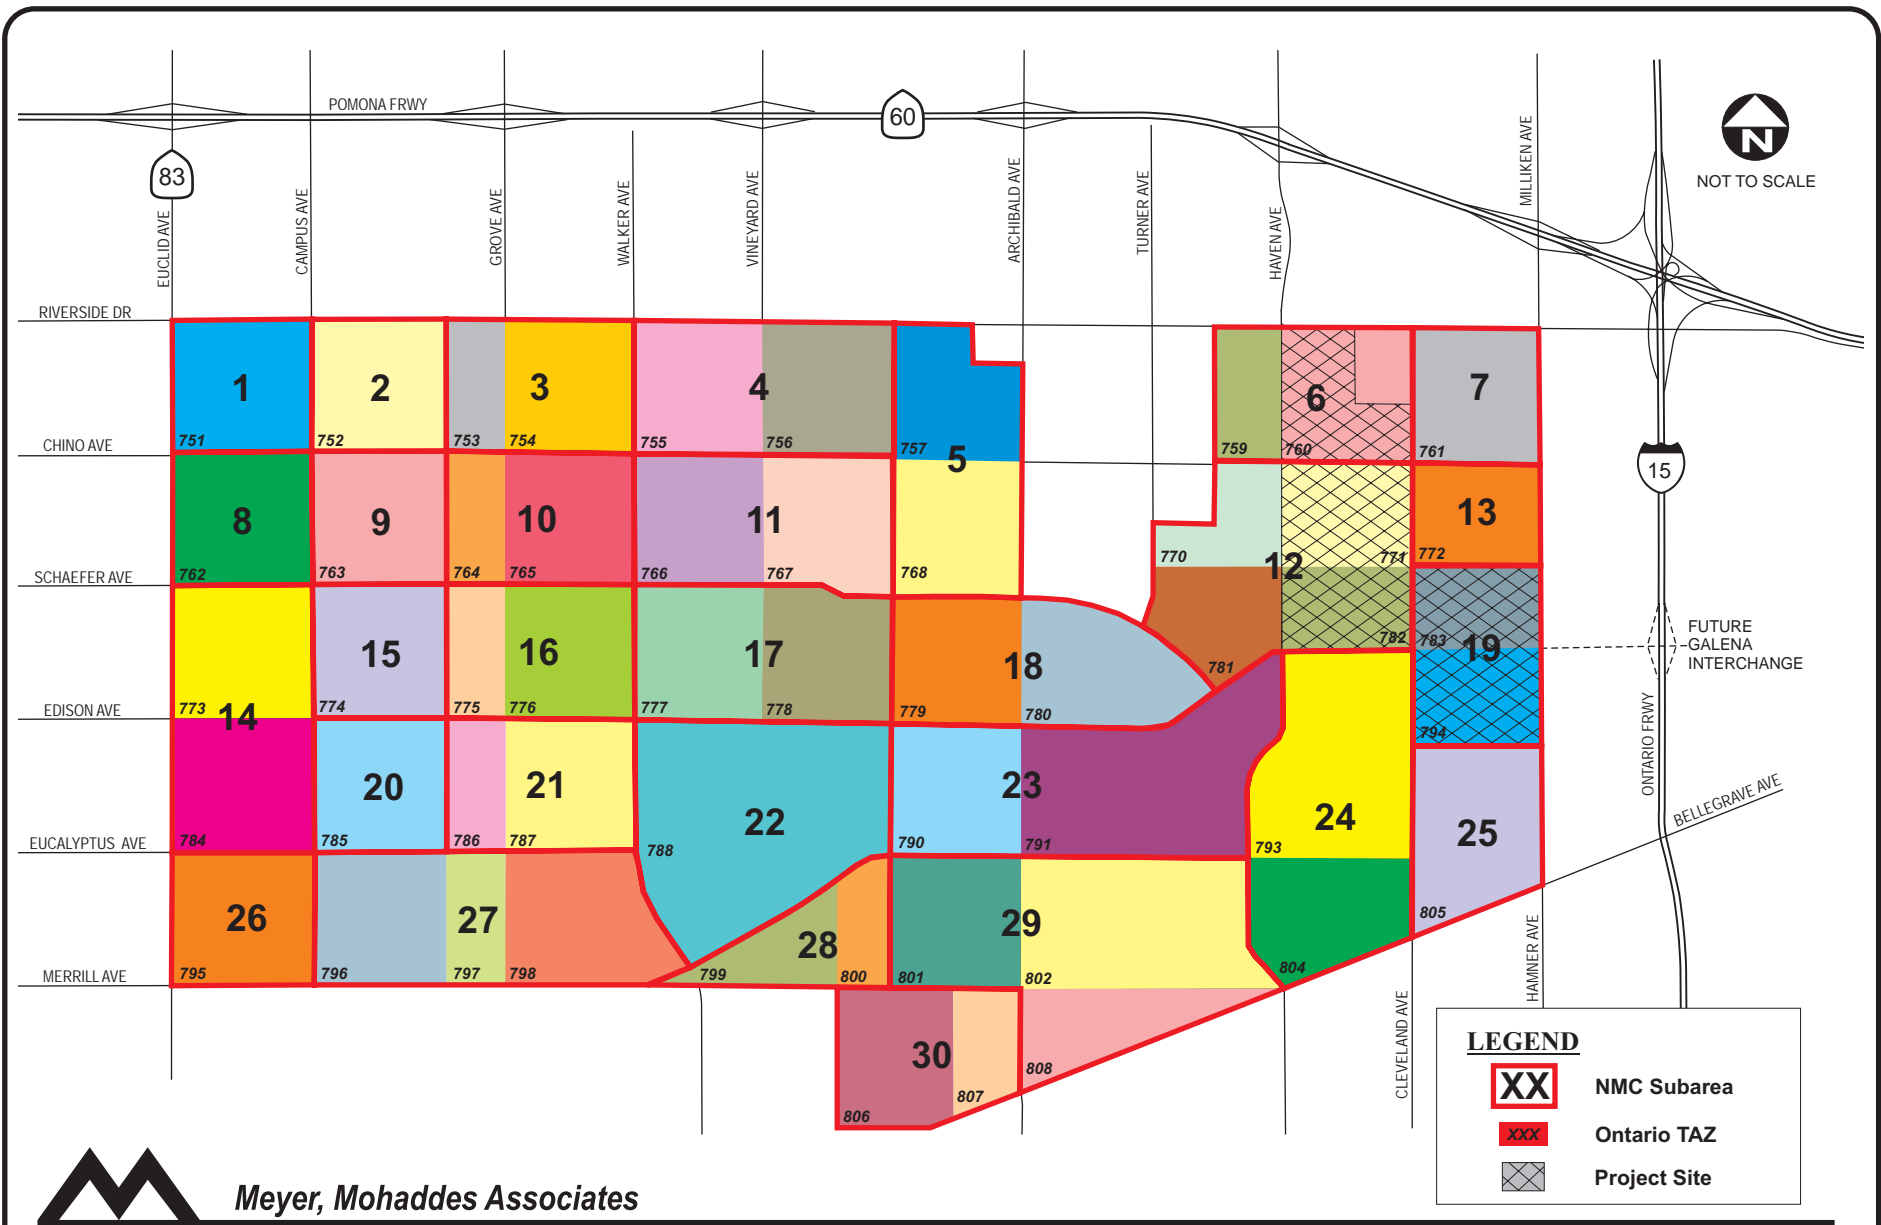 POMONA FRWY
60
83
NOT TO SCALE
EUCLID AVE
CAMPUS AVE
GROVE AVE
WALKER AVE
VINEYARD AVE
ARCHIBALD AVE
TURNER AVE
HAVEN AVE
MILLIKEN AVE
N
RIVERSIDE DR
1
2
3
4
5
6
7
751
752
753
754
755
756
757
759
760
761
CHINO AVE
15
8
9
10
11
12
13
762
763
764
765
766
767
768
770
771
772
SCHAEFER AVE
14
15
16
17
18
19
773
774
775
776
777
778
779
780
781
782
783
FUTURE
GALENA
INTERCHANGE
EDISON AVE
ONTARIO FRWY
20
21
22
23
24
25
784
785
786
787
788
790
791
793
794
BELLEGRAVE AVE
EUCALYPTUS AVE
26
27
28
29
795
796
797
798
799
800
801
802
804
805
MERRILL AVE
HAMNER AVE
CLEVELAND AVE
30
806
807
808
LEGEND
XX NMC Subarea
XXX Ontario TAZ
Project Site
Meyer, Mohaddes Associates